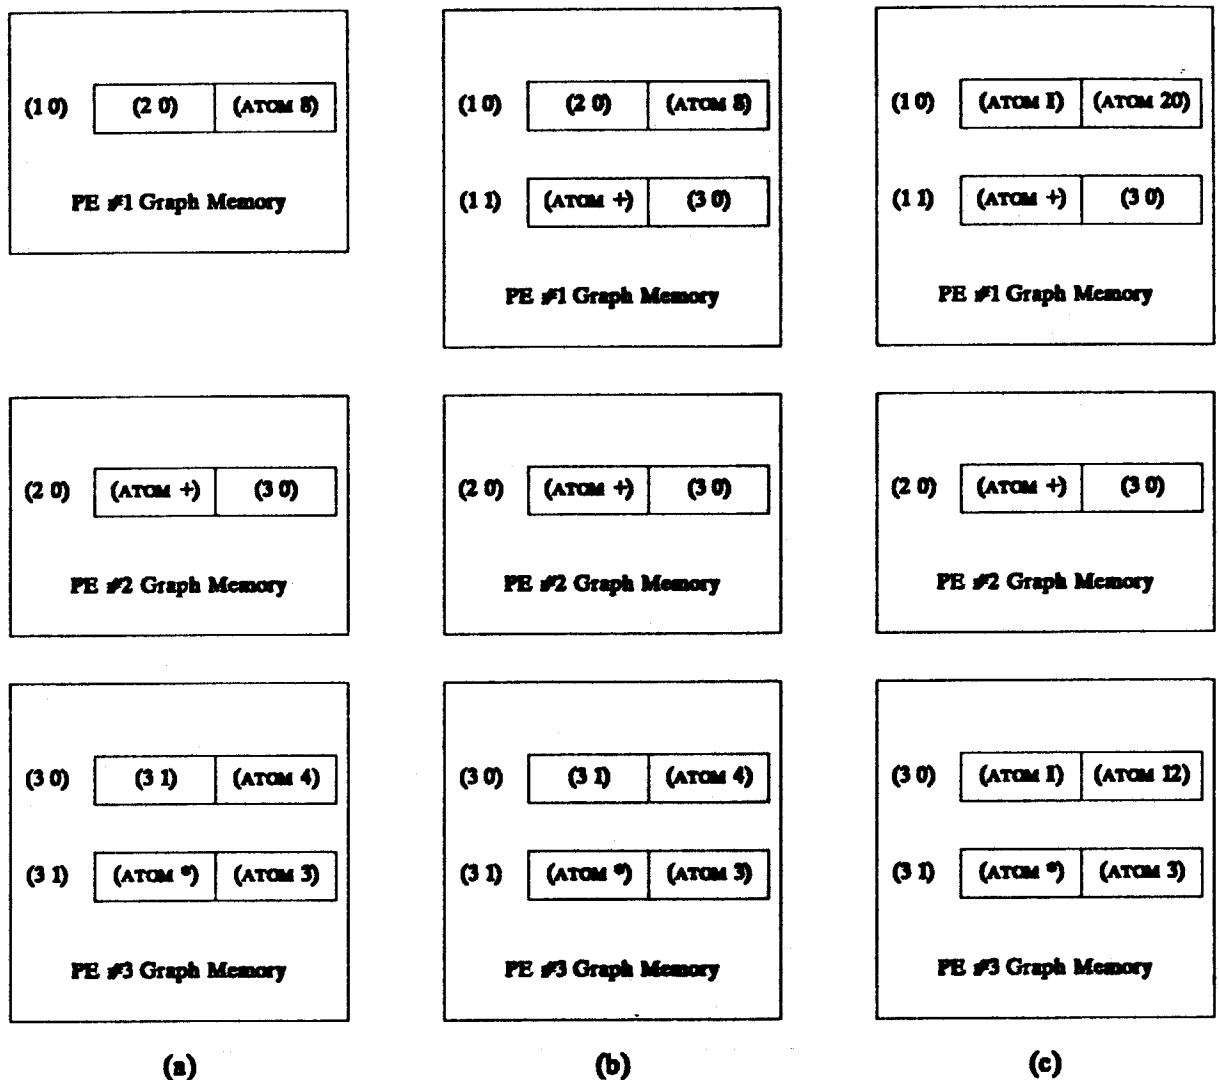 (1 0) (2 0) (ATOM 8)
PE #1 Graph Memory
(2 0) (ATOM +) (3 0)
PE #2 Graph Memory
(3 0) (3 1) (ATOM 4)
(3 1) (ATOM *) (ATOM 3)
PE #3 Graph Memory
(a)
(1 0) (2 0) (ATOM 8)
(1 1) (ATOM +) (3 0)
PE #1 Graph Memory
(2 0) (ATOM +) (3 0)
PE #2 Graph Memory
(3 0) (3 1) (ATOM 4)
(3 1) (ATOM *) (ATOM 3)
PE #3 Graph Memory
(b)
(1 0) (ATOM I) (ATOM 20)
(1 1) (ATOM +) (3 0)
PE #1 Graph Memory
(2 0) (ATOM +) (3 0)
PE #2 Graph Memory
(3 0) (ATOM I) (ATOM 12)
(3 1) (ATOM *) (ATOM 3)
PE #3 Graph Memory
(c)